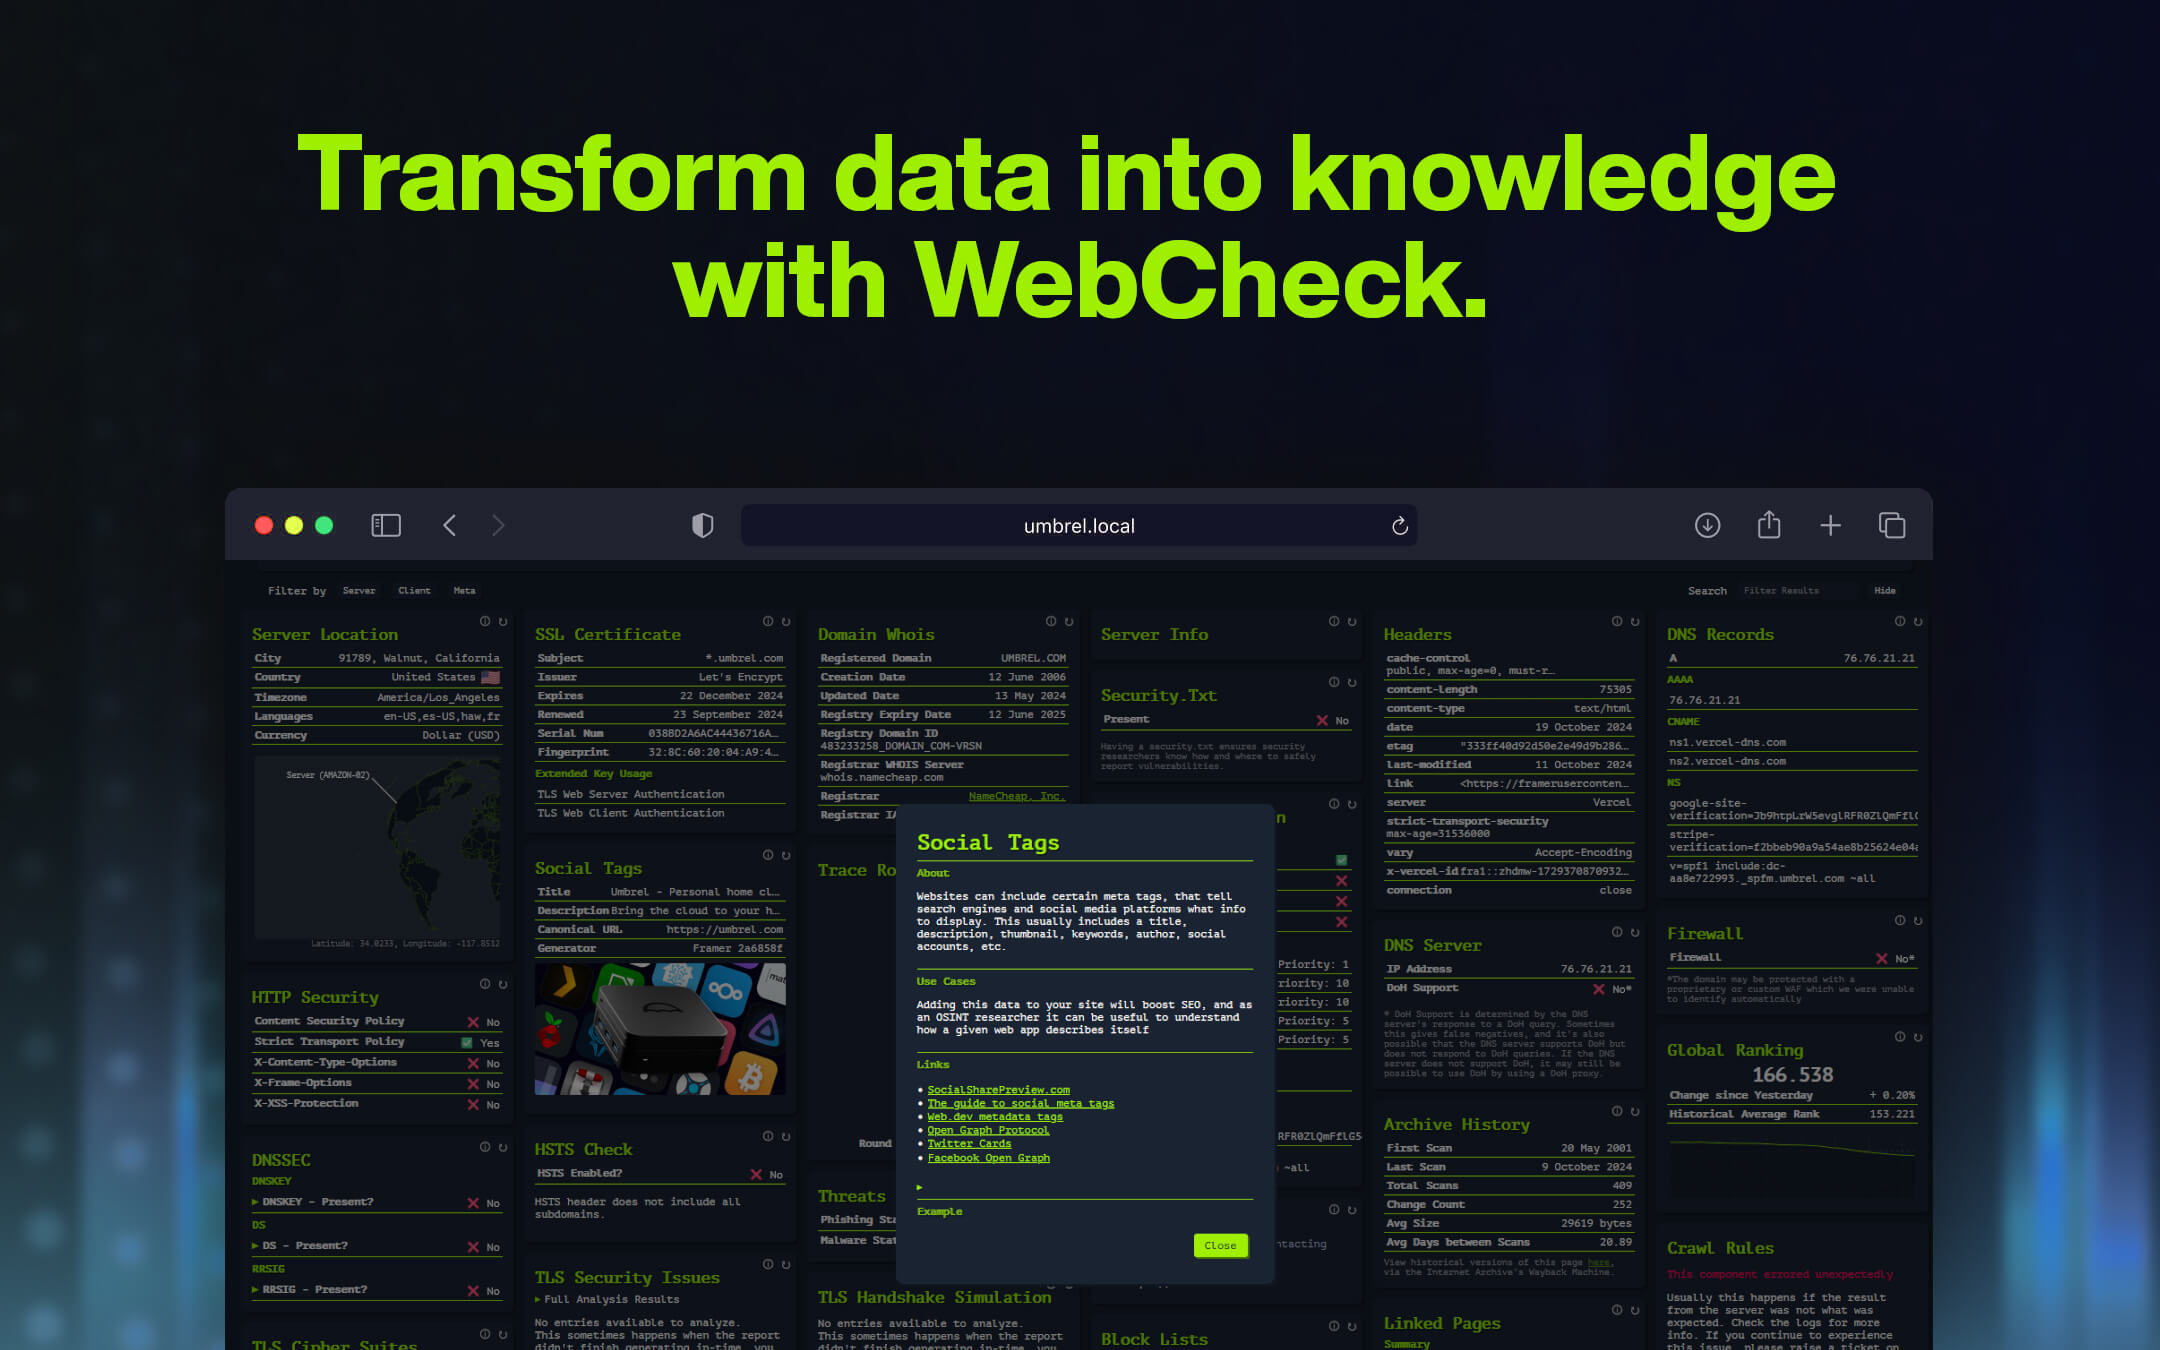 Transform data into knowledge
with WebCheck.
umbrel.local
Filter by Server Client Meta
Search Filter Results Hide
Server Location
City 91789, Walnut, California
Country United States
Timezone America/Los_Angeles
Languages en-US,es-US,haw,fr
Currency Dollar (USD)
Server (AMAZON-02)
Latitude: 34.0233, Longitude: -117.8512
HTTP Security
Content Security Policy No
Strict Transport Policy Yes
X-Content-Type-Options No
X-Frame-Options No
X-XSS-Protection No
DNSSEC
DNSKEY
DNSKEY - Present? No
DS
DS - Present? No
RRSIG
RRSIG - Present? No
TLS Cipher Suites
SSL Certificate
Subject *.umbrel.com
Issuer Let's Encrypt
Expires 22 December 2024
Renewed 23 September 2024
Serial Num 038BD2A6AC44436716A…
Fingerprint 32:8C:60:20:04:A9:4…
Extended Key Usage
TLS Web Server Authentication
TLS Web Client Authentication
Social Tags
Title Umbrel - Personal home cl…
Description Bring the cloud to your h…
Canonical URL https://umbrel.com
Generator Framer 2a6858f
HSTS Check
HSTS Enabled? No
HSTS header does not include all
subdomains.
TLS Security Issues
Full Analysis Results
No entries available to analyze.
This sometimes happens when the report
didn't finish generating in-time, you
Domain Whois
Registered Domain UMBREL.COM
Creation Date 12 June 2006
Updated Date 13 May 2024
Registry Expiry Date 12 June 2025
Registry Domain ID
483233258_DOMAIN_COM-VRSN
Registrar WHOIS Server
whois.namecheap.com
Registrar NameCheap, Inc.
Registrar IA
Trace Ro
Round
Threats
Phishing Sta
Malware Stat
TLS Handshake Simulation
No entries available to analyze.
This sometimes happens when the report
didn't finish generating in-time, you
Social Tags
About
Websites can include certain meta tags, that tell
search engines and social media platforms what info
to display. This usually includes a title,
description, thumbnail, keywords, author, social
accounts, etc.
Use Cases
Adding this data to your site will boost SEO, and as
an OSINT researcher it can be useful to understand
how a given web app describes itself
Links
SocialSharePreview.com
The guide to social meta tags
Web.dev metadata tags
Open Graph Protocol
Twitter Cards
Facebook Open Graph
Example
Close
Server Info
Security.Txt
Present No
Having a security.txt ensures security
researchers know how and where to safely
report vulnerabilities.
n
Priority: 1
riority: 10
riority: 10
Priority: 5
Priority: 5
RFR0ZlQmFflG5
~all
ntacting
Block Lists
Headers
cache-control
public, max-age=0, must-r…
content-length 75305
content-type text/html
date 19 October 2024
etag "333ff40d92d50e2e49d9b286…
last-modified 11 October 2024
link <https://framerusercontent…
server Vercel
strict-transport-security
max-age=31536000
vary Accept-Encoding
x-vercel-id fra1::zhdmw-1729370870932…
connection close
DNS Server
IP Address 76.76.21.21
DoH Support No*
* DoH Support is determined by the DNS
server's response to a DoH query. Sometimes
this gives false negatives, and it's also
possible that the DNS server supports DoH but
does not respond to DoH queries. If the DNS
server does not support DoH, it may still be
possible to use DoH by using a DoH proxy.
Archive History
First Scan 20 May 2001
Last Scan 9 October 2024
Total Scans 409
Change Count 252
Avg Size 29619 bytes
Avg Days between Scans 20.89
View historical versions of this page here,
via the Internet Archive's Wayback Machine.
Linked Pages
Summary
DNS Records
A 76.76.21.21
AAAA
76.76.21.21
CNAME
ns1.vercel-dns.com
ns2.vercel-dns.com
NS
google-site-
verification=Jb9htpLrW5evglRFR0ZlQmFflG
stripe-
verification=f2bbeb90a9a54ae8b25624e04a
v=spf1 include:dc-
aa8e722993._spfm.umbrel.com ~all
Firewall
Firewall No*
*The domain may be protected with a
proprietary or custom WAF which we were unable
to identify automatically
Global Ranking
166.538
Change since Yesterday + 0.20%
Historical Average Rank 153.221
Crawl Rules
This component errored unexpectedly
Usually this happens if the result
from the server was not what was
expected. Check the logs for more
info. If you continue to experience
this issue, please raise a ticket on